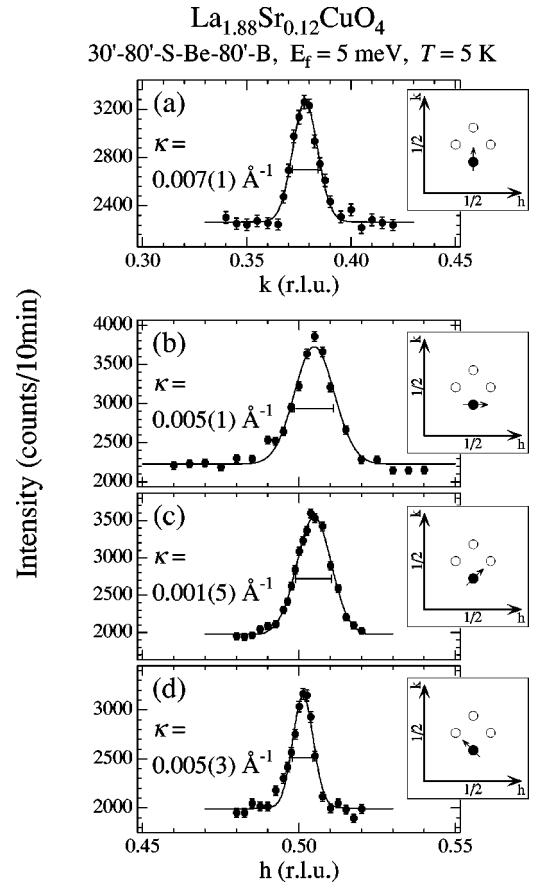 La1.88Sr0.12CuO4
30'-80'-S-Be-80'-B, Ef = 5 meV, T = 5 K
Intensity (counts/10min)
(a)
κ =
0.007(1) Å-1
3200
2800
2400
0.30 0.35 0.40 0.45
k (r.l.u.)
k
1/2
1/2 h
(b)
κ =
0.005(1) Å-1
4000
3500
3000
2500
2000
k
1/2
1/2 h
(c)
κ =
0.001(5) Å-1
3500
3000
2500
2000
k
1/2
1/2 h
(d)
κ =
0.005(3) Å-1
3000
2500
2000
k
1/2
1/2 h
0.45 0.50 0.55
h (r.l.u.)